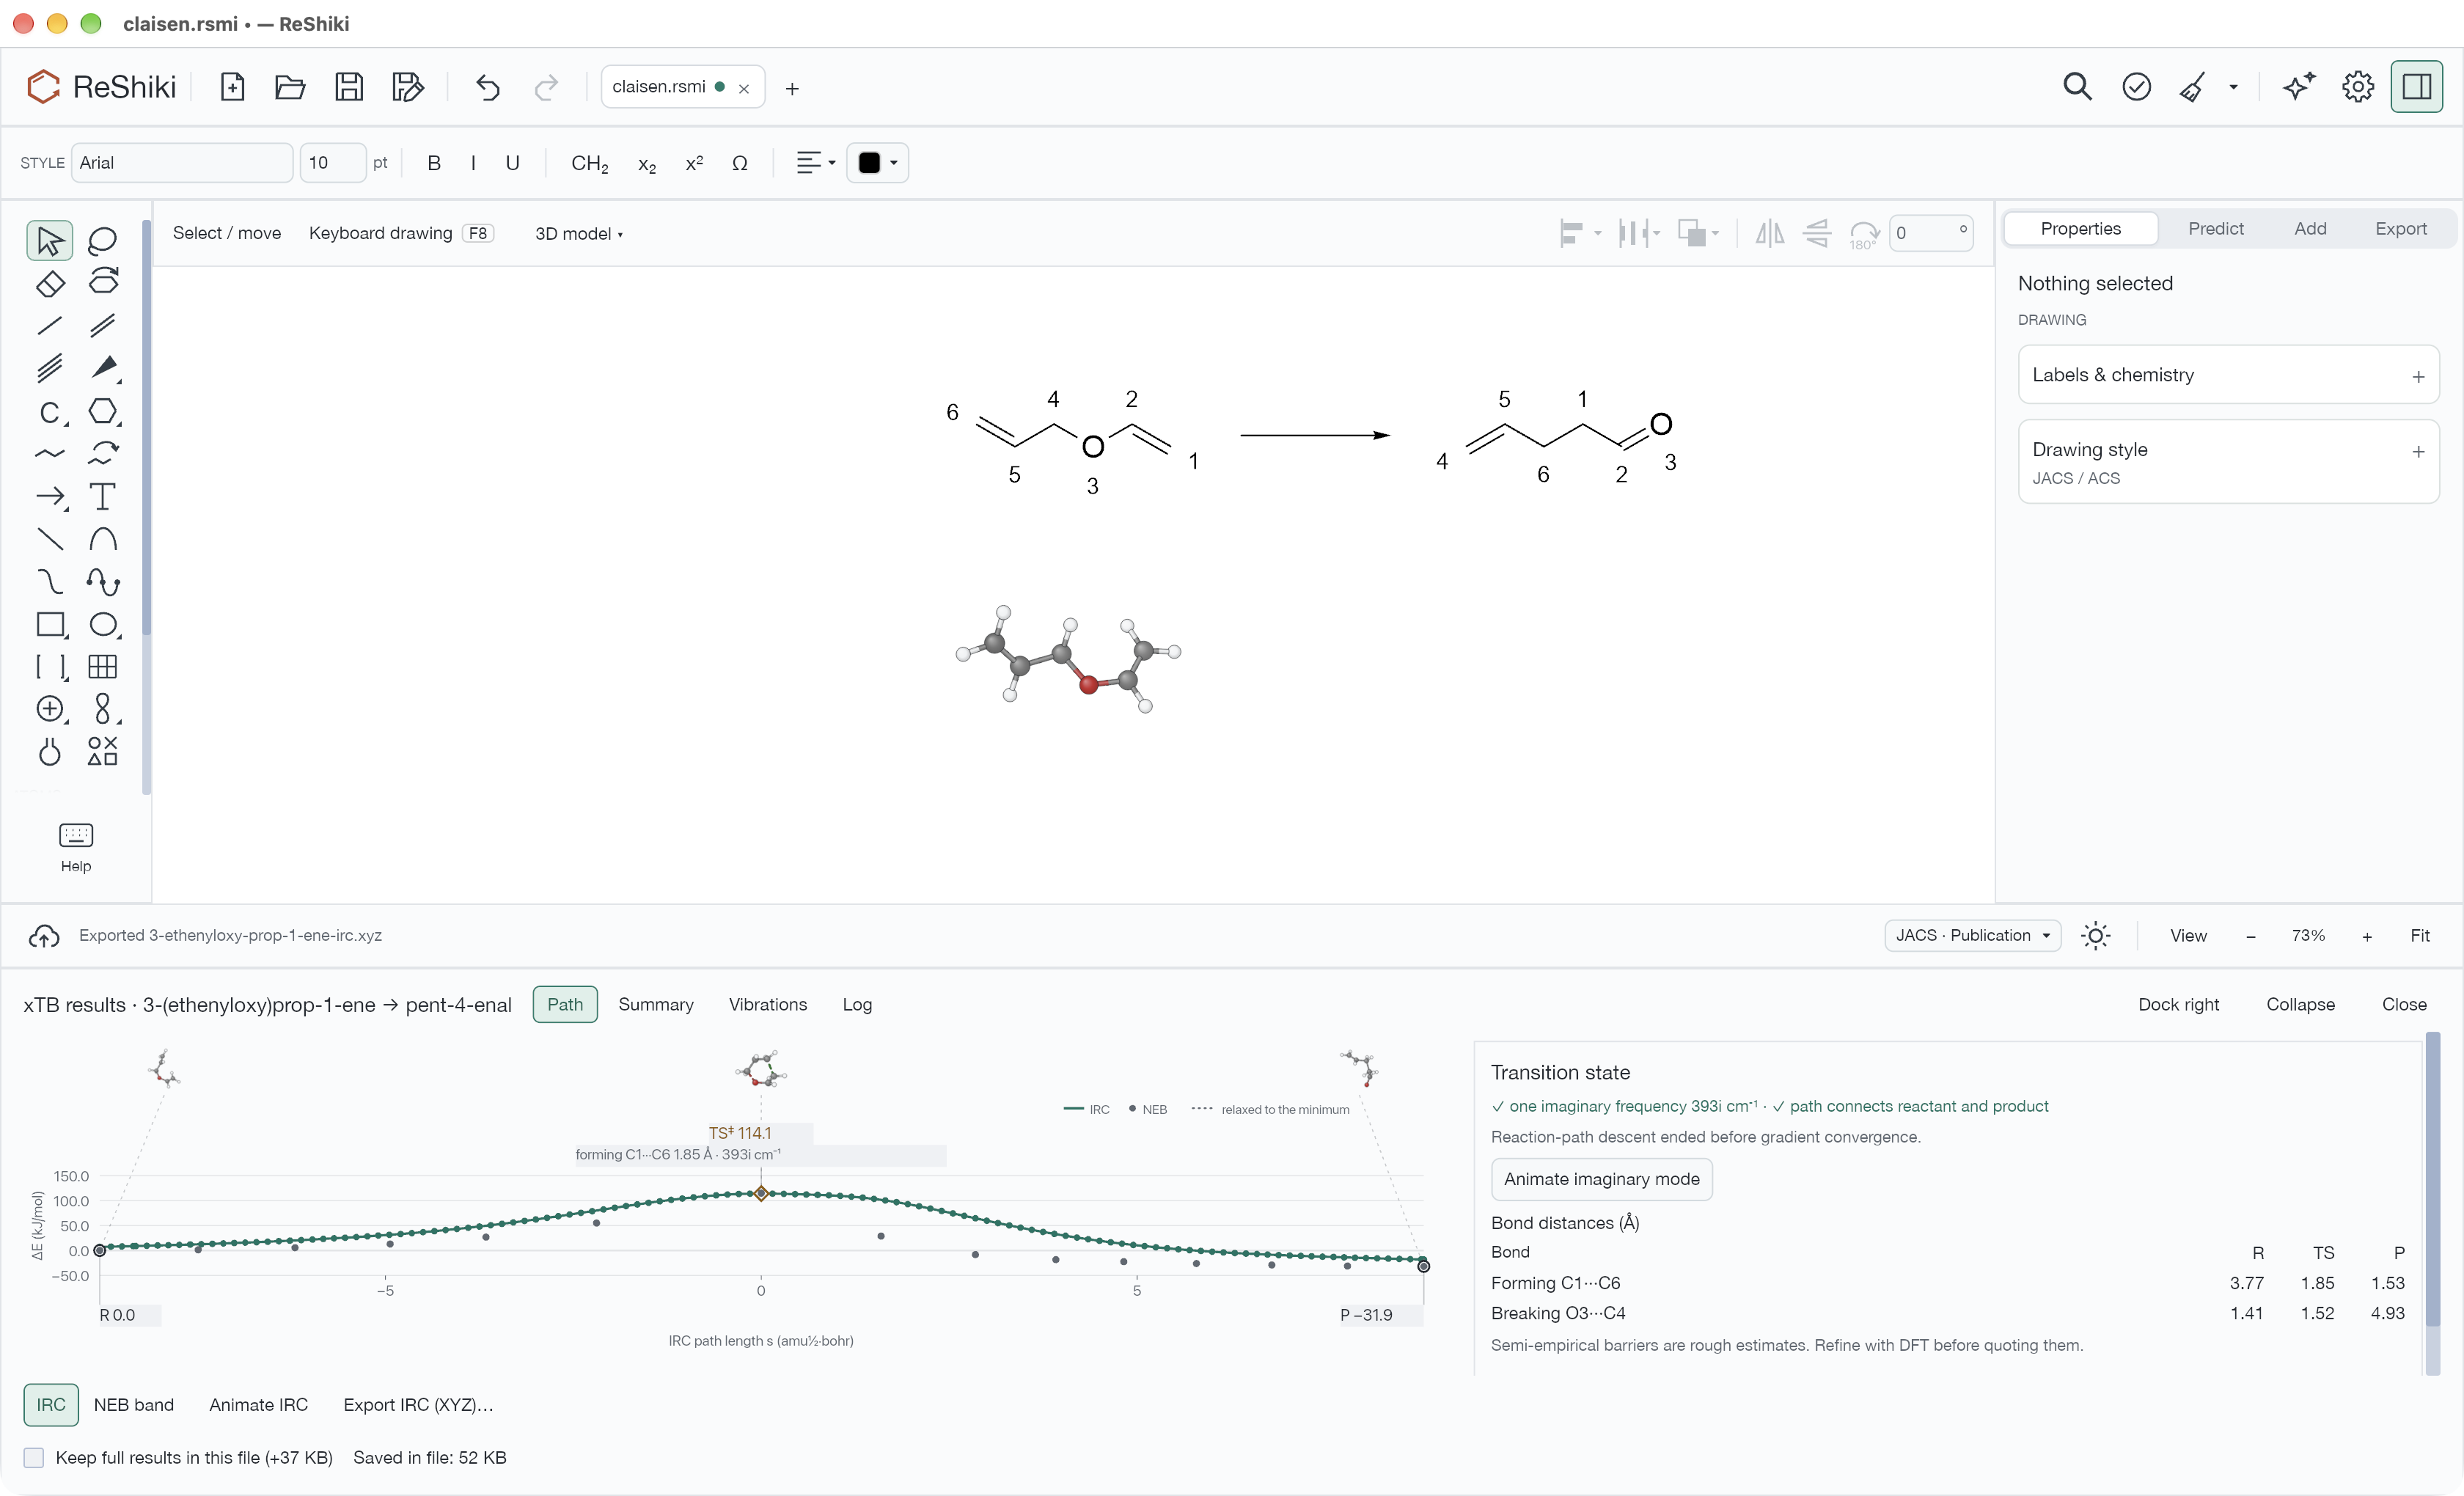 claisen.rsmi • — ReShiki
ReShiki
claisen.rsmi ● ×
+
STYLE Arial 10 pt B I U CH₂ x₂ x² Ω
Select / move Keyboard drawing F8 3D model ▾
180°
0 °
Properties Predict Add Export
Nothing selected
DRAWING
Labels & chemistry +
Drawing style +
JACS / ACS
C
T
[ ]
Help
6 4 2 5 1
O O
5 3 1 4 6 2 3
Exported 3-ethenyloxy-prop-1-ene-irc.xyz
JACS · Publication
View − 73% + Fit
xTB results · 3-(ethenyloxy)prop-1-ene → pent-4-enal Path Summary Vibrations Log
Dock right Collapse Close
IRC NEB relaxed to the minimum
TS‡ 114.1
forming C1···C6 1.85 Å · 393i cm⁻¹
ΔE (kJ/mol)
150.0
100.0
50.0
0.0
−50.0
−5 0 5
R 0.0
P −31.9
IRC path length s (amu½·bohr)
Transition state
✓ one imaginary frequency 393i cm⁻¹ · ✓ path connects reactant and product
Reaction-path descent ended before gradient convergence.
Animate imaginary mode
Bond distances (Å)
Bond R TS P
Forming C1···C6 3.77 1.85 1.53
Breaking O3···C4 1.41 1.52 4.93
Semi-empirical barriers are rough estimates. Refine with DFT before quoting them.
IRC NEB band Animate IRC Export IRC (XYZ)…
Keep full results in this file (+37 KB) Saved in file: 52 KB